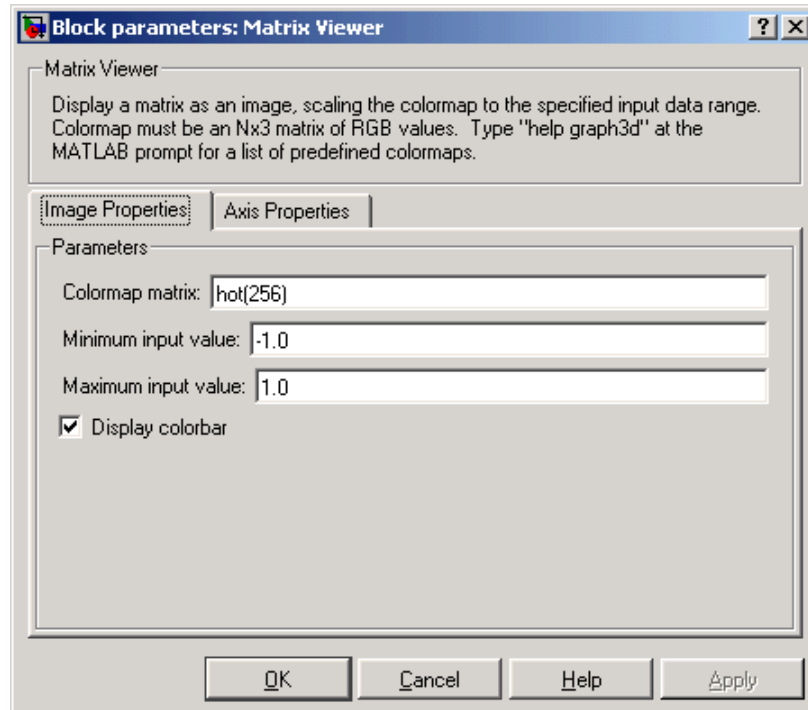 Block parameters: Matrix Viewer
Matrix Viewer
Display a matrix as an image, scaling the colormap to the specified input data range.
Colormap must be an Nx3 matrix of RGB values.  Type "help graph3d" at the
MATLAB prompt for a list of predefined colormaps.
Image Properties Axis Properties
Parameters
Colormap matrix: hot(256)
Minimum input value: -1.0
Maximum input value: 1.0
Display colorbar
OK Cancel Help Apply